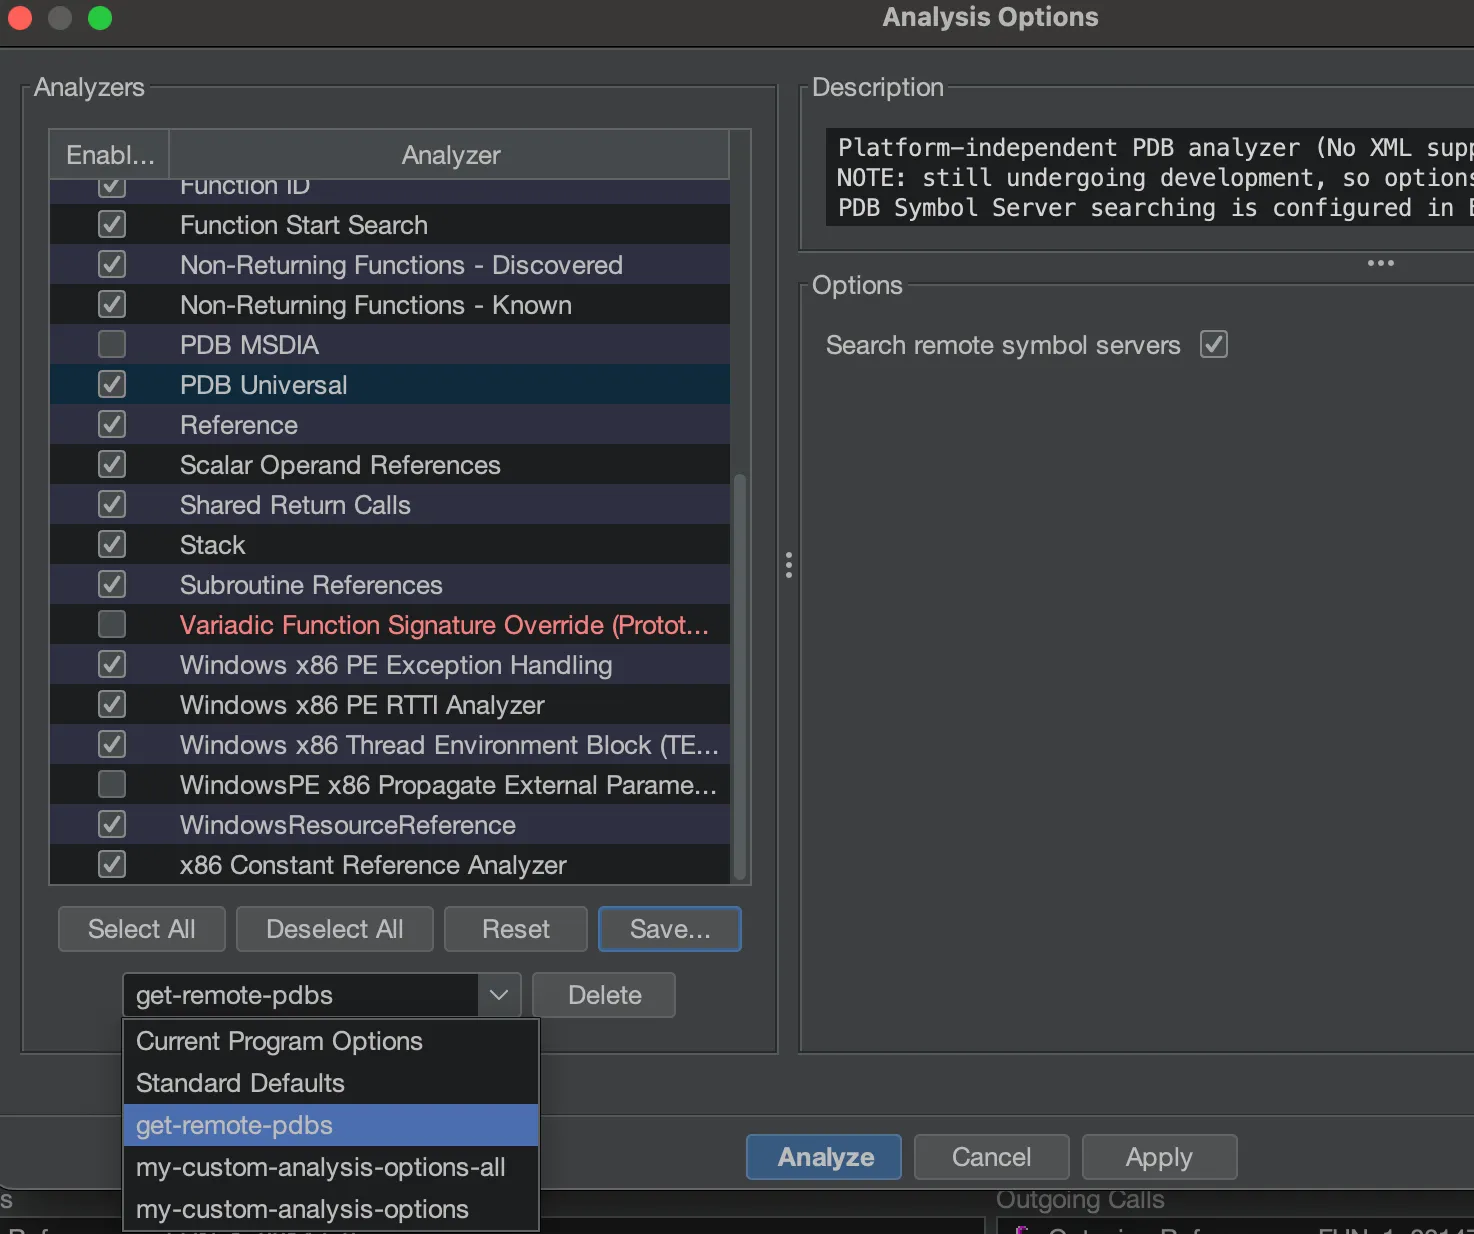 Analysis Options
Analyzers
Enabl...
Analyzer
Function ID
Function Start Search
Non-Returning Functions - Discovered
Non-Returning Functions - Known
PDB MSDIA
PDB Universal
Reference
Scalar Operand References
Shared Return Calls
Stack
Subroutine References
Variadic Function Signature Override (Protot...
Windows x86 PE Exception Handling
Windows x86 PE RTTI Analyzer
Windows x86 Thread Environment Block (TE...
WindowsPE x86 Propagate External Parame...
WindowsResourceReference
x86 Constant Reference Analyzer
Select All
Deselect All
Reset
Save...
get-remote-pdbs
Delete
Current Program Options
Standard Defaults
get-remote-pdbs
my-custom-analysis-options-all
my-custom-analysis-options
Description
Platform-independent PDB analyzer (No XML supp
NOTE: still undergoing development, so options
PDB Symbol Server searching is configured in E
Options
Search remote symbol servers
Analyze
Cancel
Apply
Outgoing Calls